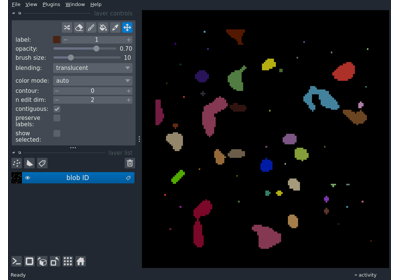 File View Plugins Window Help
layer controls
label: 1
opacity: 0.70
brush size: 10
blending: translucent
color mode: auto
contour: 0
n edit dim: 2
contiguous: ✓
preserve
labels:
show
selected:
layer list
blob ID
Ready
activity